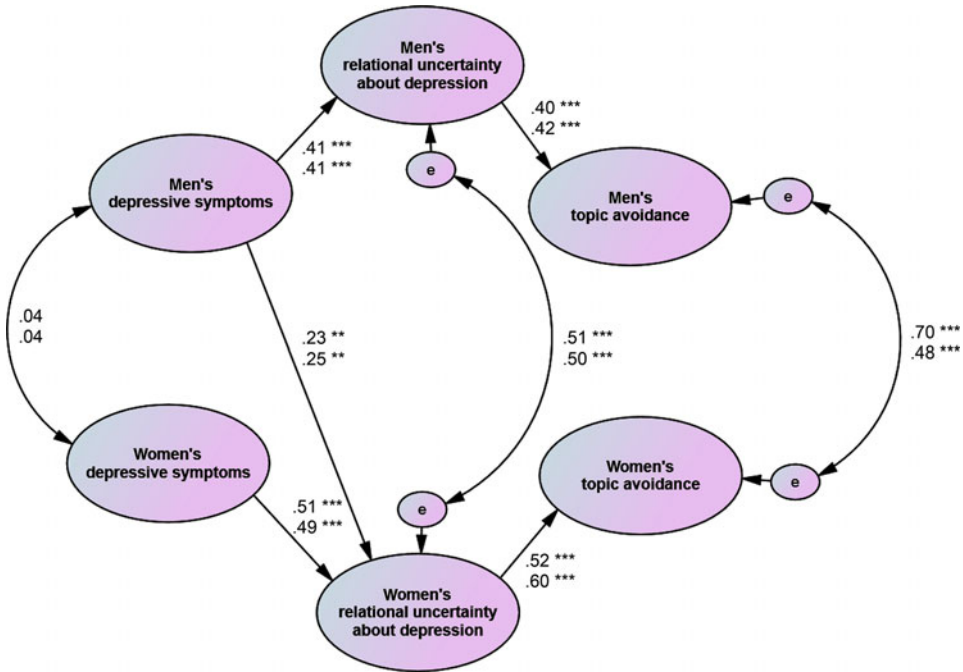 Men's
relational uncertainty
about depression
.40 ***
.42 ***
.41 ***
.41 ***
e
Men's
depressive symptoms
Men's
topic avoidance
e
.04
.04
.23 **
.25 **
.51 ***
.50 ***
.70 ***
.48 ***
Women's
depressive symptoms
Women's
topic avoidance
e
.51 ***
.49 ***
e
.52 ***
.60 ***
Women's
relational uncertainty
about depression